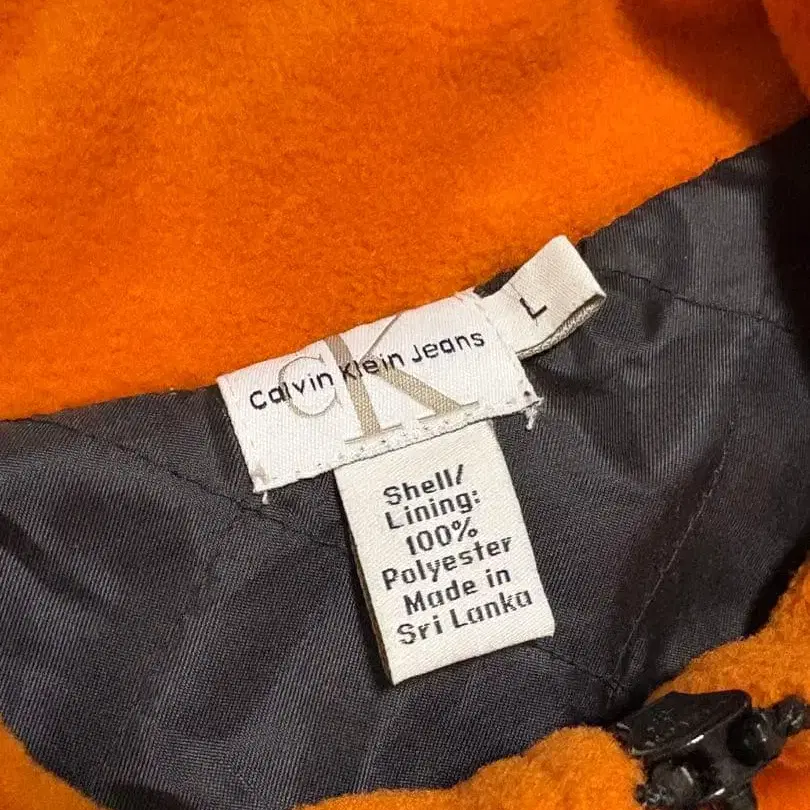 CK
Calvin Klein Jeans
L
Shell/
Lining:
100%
Polyester
Made in
Sri Lanka